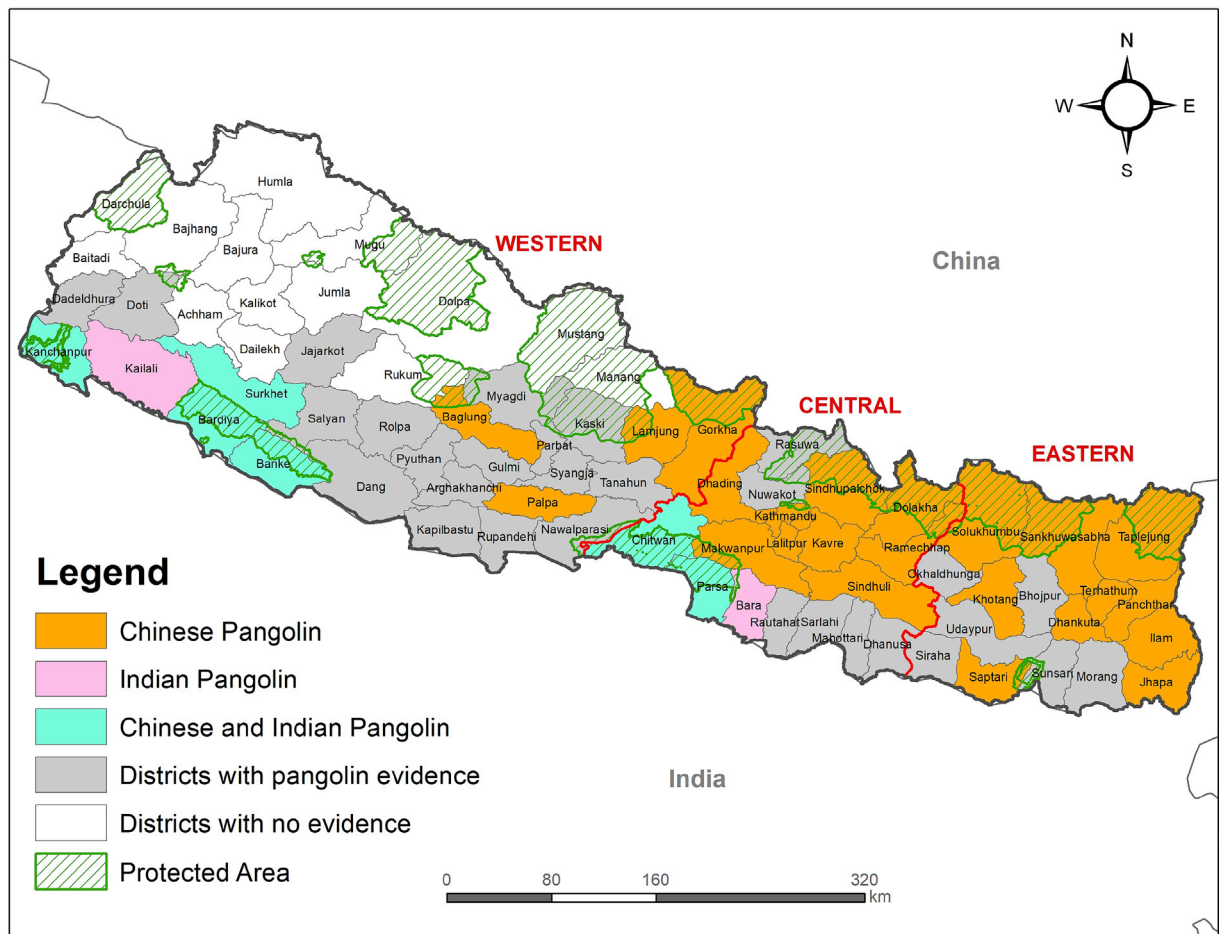 N
W E
S
Humla
Darchula
Bajhang
Mugu
WESTERN
Bajura
Baitadi
China
Jumla
Dadeldhura
Doti
Kalikot
Dolpa
Achham
Mustang
Kanchanpur
Dailekh
Jajarkot
Kailali
Rukum
Manang
Surkhet
Myagdi
CENTRAL
Bardiya
Salyan
Baglung
Kaski
Lamjung
Gorkha
Rolpa
Parbat
Rasuwa
EASTERN
Banke
Pyuthan
Gulmi
Syangja
Dang
Arghakhanchi
Tanahun
Dhading
Nuwakot
Sindhupalchok
Palpa
Dolakha
Kapilbastu
Rupandehi
Nawalparasi
Kathmandu
Solukhumbu
Sankhuwasabha
Taplejung
Chitwan
Makwanpur
Lalitpur
Kavre
Ramechhap
Okhaldhunga
Parsa
Sindhuli
Khotang
Bhojpur
Terhathum
Panchthar
Bara
Rautahat
Sarlahi
Mahottari
Dhanusa
Udaypur
Dhankuta
Ilam
Siraha
Saptari
Sunsari
Morang
Jhapa
India
Legend
Chinese Pangolin
Indian Pangolin
Chinese and Indian Pangolin
Districts with pangolin evidence
Districts with no evidence
Protected Area
0 80 160 320
km